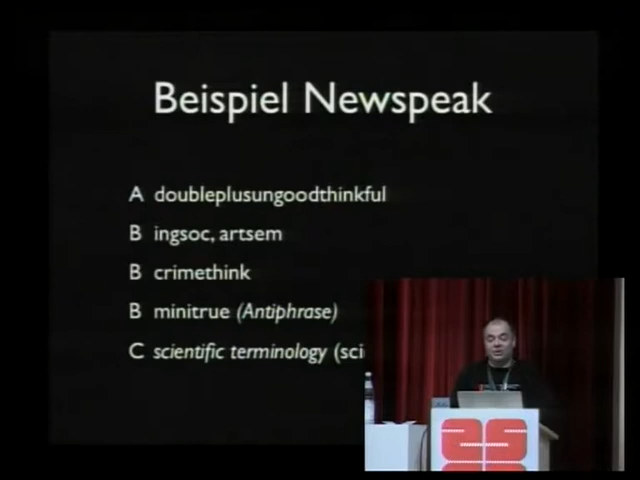 Beispiel Newspeak
A doubleplusungoodthinkful
B ingsoc, artsem
B crimethink
B minitrue (Antiphrase)
C scientific terminology (sci